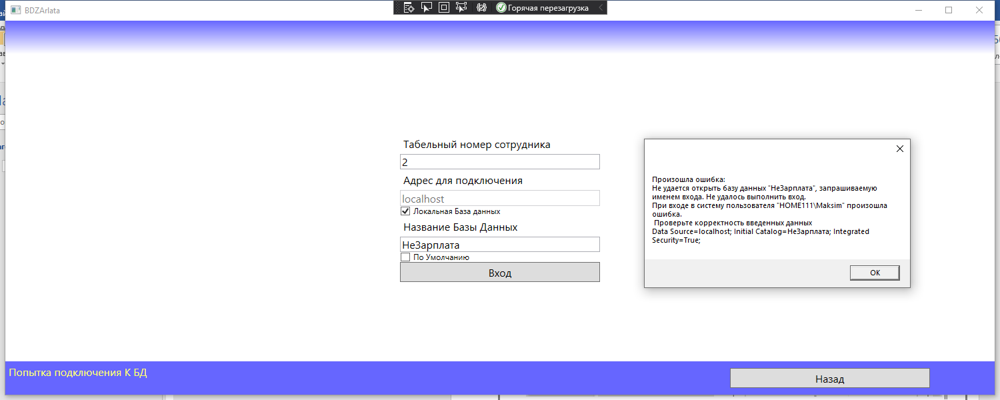 BDZArlata
Горячая перезагрузка
Табельный номер сотрудника
2
Адрес для подключения
localhost
Локальная База данных
Название Базы Данных
НеЗарплата
По Умолчанию
Вход
Произошла ошибка:
Не удается открыть базу данных "НеЗарплата", запрашиваемую
именем входа. Не удалось выполнить вход.
При входе в систему пользователя "HOME111\Maksim" произошла
ошибка.
Проверьте корректность введенных данных
Data Source=localhost; Initial Catalog=НеЗарплата; Integrated
Security=True;
OK
Попытка подключения К БД
Назад